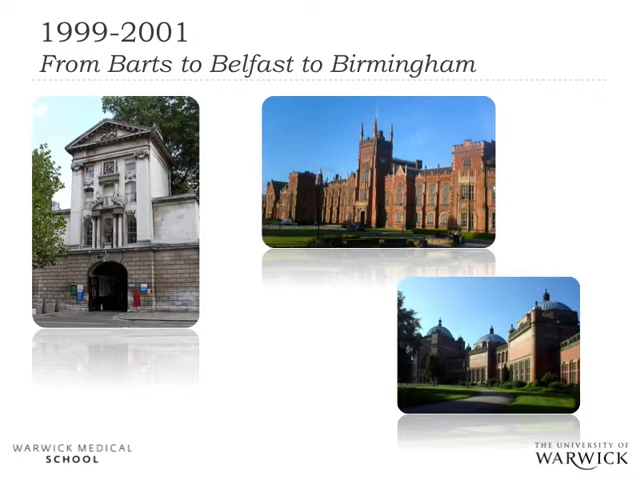 1999-2001
From Barts to Belfast to Birmingham
WARWICK MEDICAL
SCHOOL
THE UNIVERSITY OF
WARWICK